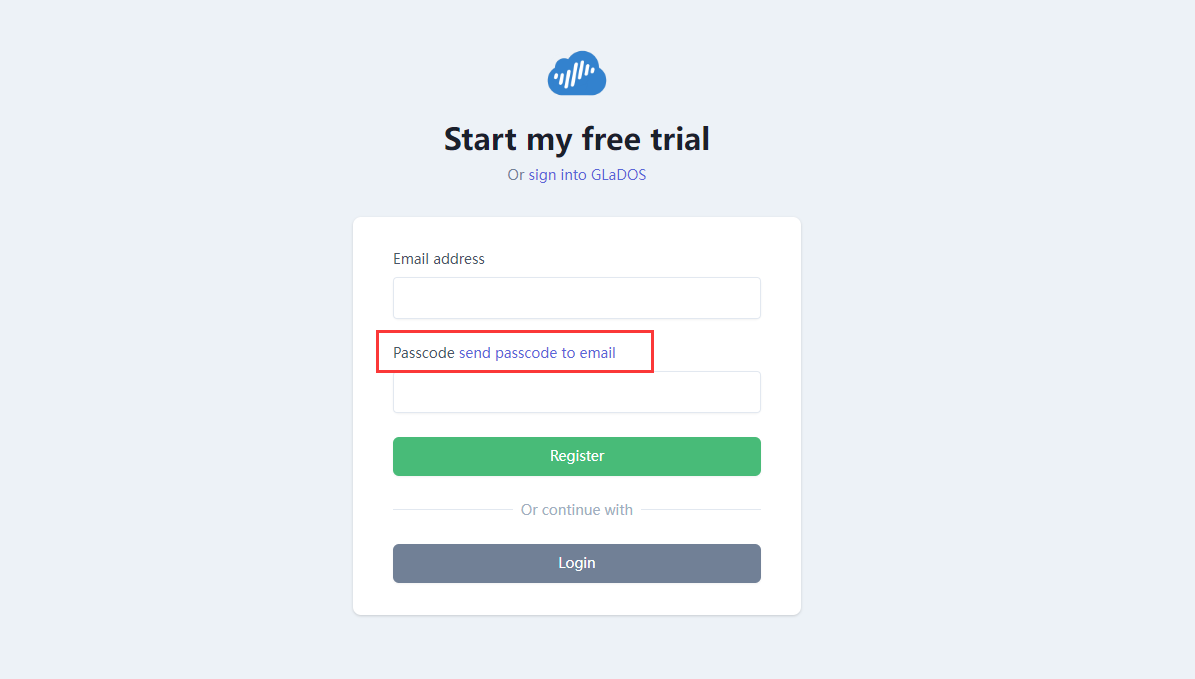 Start my free trial
Or sign into GLaDOS
Email address
Passcode send passcode to email
Register
Or continue with
Login